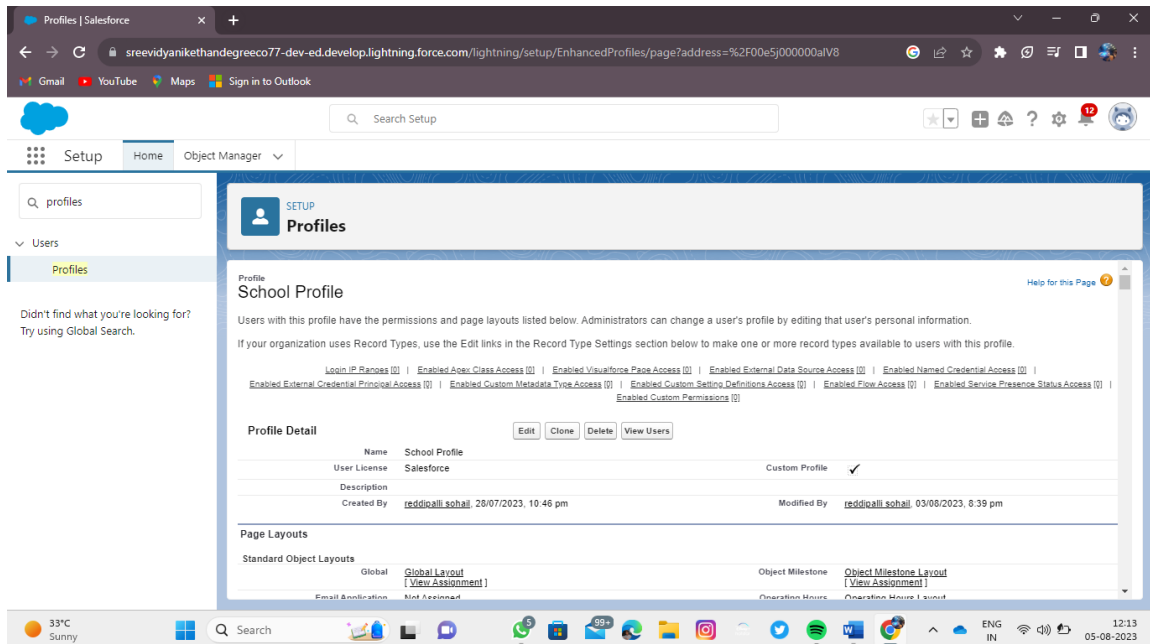 Profiles | Salesforce
sreevidyanikethandegreeco77-dev-ed.develop.lightning.force.com/lightning/setup/EnhancedProfiles/page?address=%2F00e5j000000aIV8
Gmail YouTube Maps Sign in to Outlook
Search Setup
12
Setup Home Object Manager
profiles
Users
Profiles
Didn't find what you're looking for?
Try using Global Search.
SETUP
Profiles
Profile
School Profile
Help for this Page
Users with this profile have the permissions and page layouts listed below. Administrators can change a user's profile by editing that user's personal information.
If your organization uses Record Types, use the Edit links in the Record Type Settings section below to make one or more record types available to users with this profile.
Login IP Ranges [0] | Enabled Apex Class Access [0] | Enabled Visualforce Page Access [0] | Enabled External Data Source Access [0] | Enabled Named Credential Access [0] |
Enabled External Credential Principal Access [0] | Enabled Custom Metadata Type Access [0] | Enabled Custom Setting Definitions Access [0] | Enabled Flow Access [0] | Enabled Service Presence Status Access [0] |
Enabled Custom Permissions [0]
Profile Detail Edit Clone Delete View Users
Name School Profile
User License Salesforce Custom Profile
Description
Created By reddipalli sohail, 28/07/2023, 10:46 pm Modified By reddipalli sohail, 03/08/2023, 8:39 pm
Page Layouts
Standard Object Layouts
Global Global Layout Object Milestone Object Milestone Layout
[ View Assignment ] [ View Assignment ]
Email Application Not Assigned Operating Hours Operating Hours Layout
33°C
Sunny
Search
5
99+
ENG
IN
12:13
05-08-2023